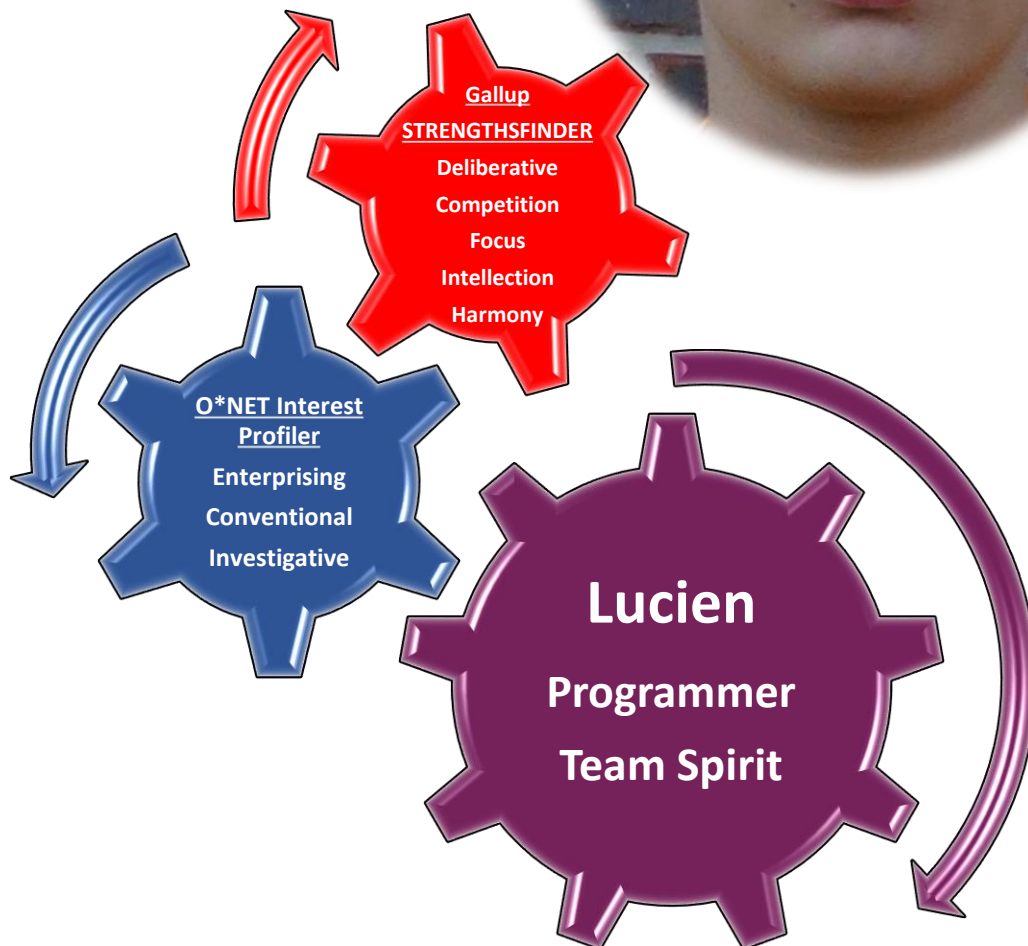 Gallup
STRENGTHSFINDER
Deliberative
Competition
Focus
Intellection
Harmony
O*NET Interest
Profiler
Enterprising
Conventional
Investigative
Lucien
Programmer
Team Spirit